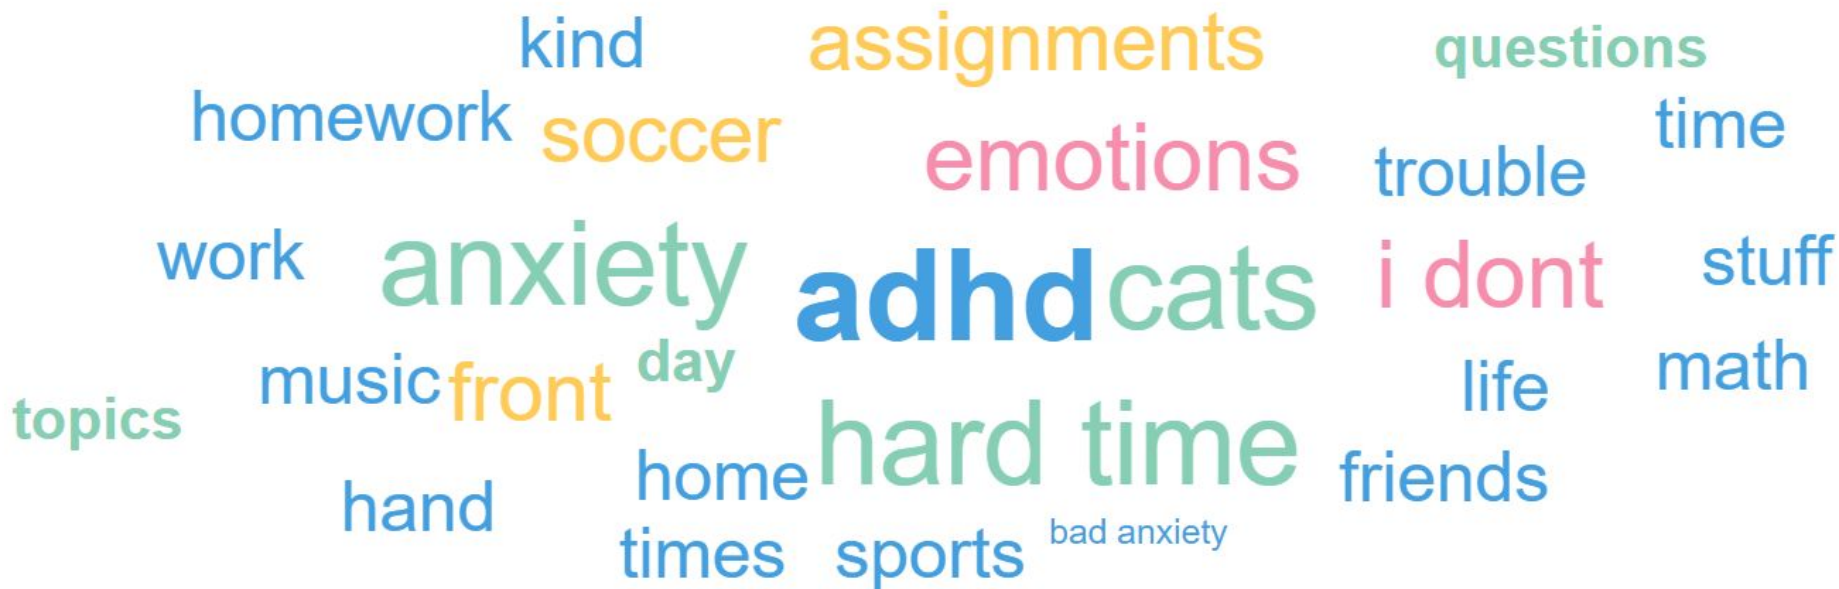 kind assignments questions
homework soccer emotions trouble time
work anxiety adhd cats i dont stuff
topics music front day life math
hand home hard time friends
times sports bad anxiety